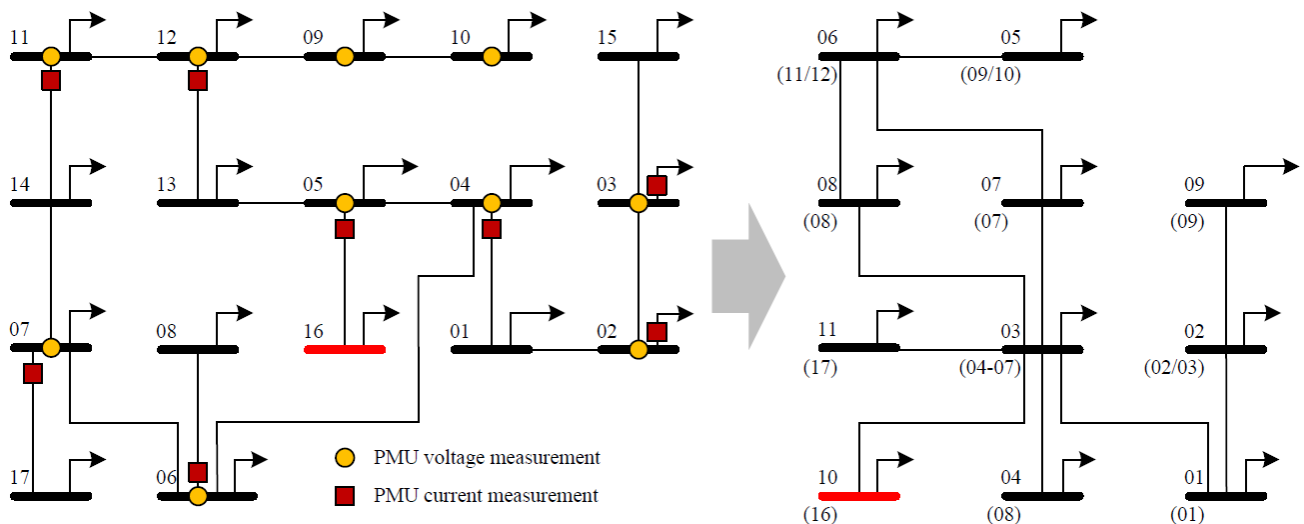 11 12 09 10 15 06 05
(11/12) (09/10)
14 13 05 04 03 08 07 09
(08) (07) (09)
07 08 16 01 02 11 03 02
(17) (04-07) (02/03)
PMU voltage measurement
17 06 10 04 01
PMU current measurement
(16) (08) (01)